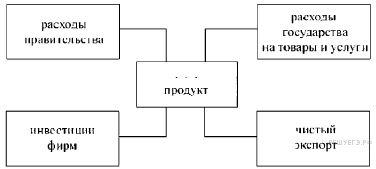 расходы
правительства
расходы
государства
на товары и услуги
. . .
продукт
инвестиции
фирм
чистый
экспорт